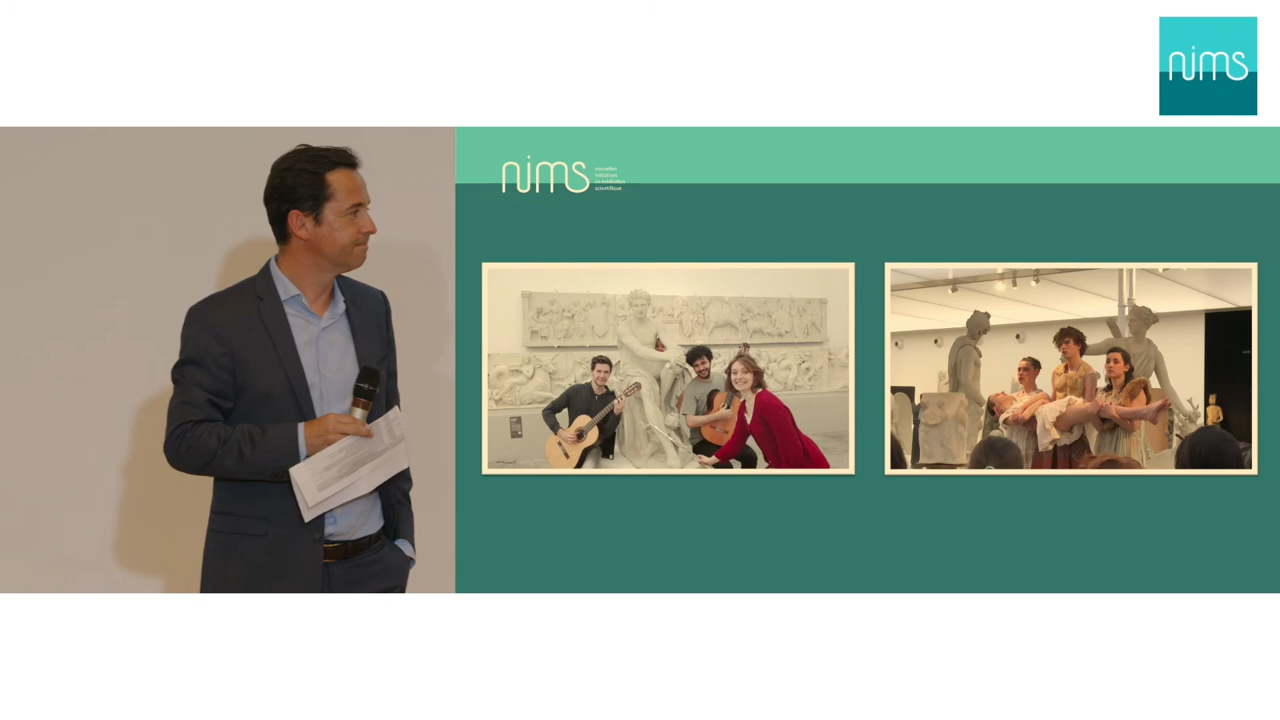 nims
nims
nouvelles
initiatives
en médiation
scientifique